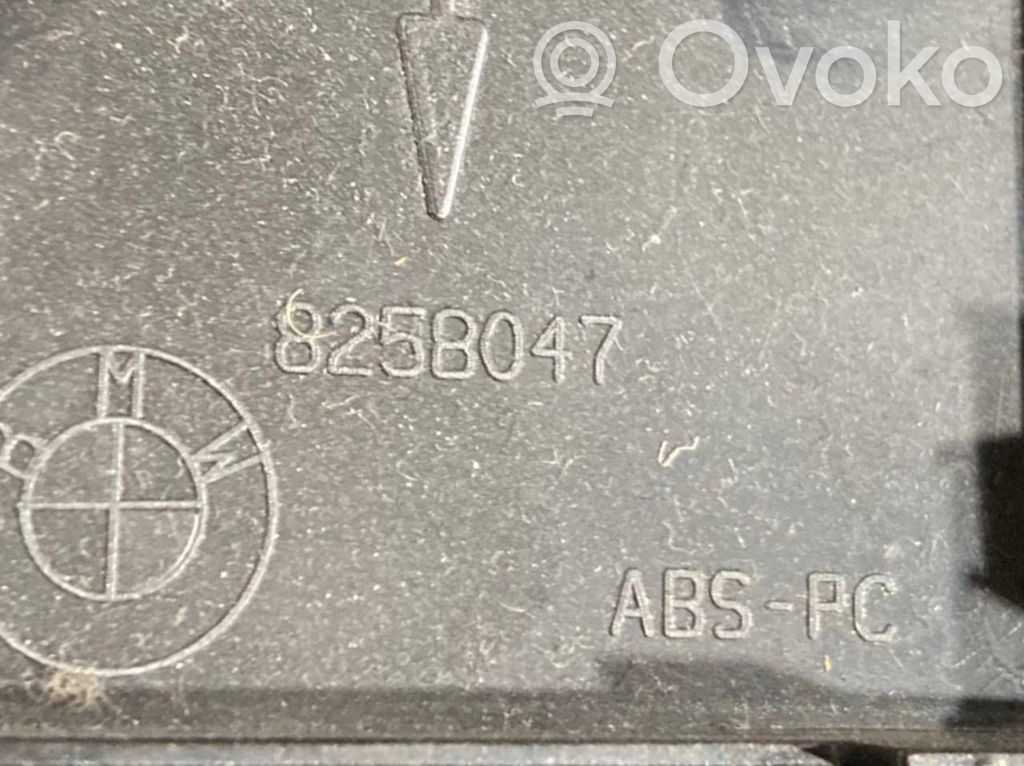 Ovoko
8258047
BMW
ABS-PC